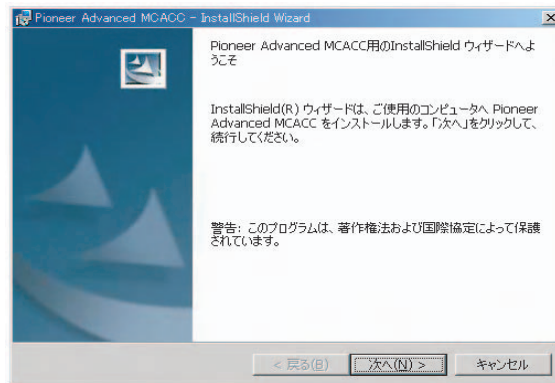 Pioneer Advanced MCACC - InstallShield Wizard
Pioneer Advanced MCACC用のInstallShield ウィザードへよ
うこそ
InstallShield(R) ウィザードは、ご使用のコンピュータへ Pioneer
Advanced MCACC をインストールします。「次へ」をクリックして、
続行してください。
警告: このプログラムは、著作権法および国際協定によって保護
されています。
< 戻る(B)
次へ(N) >
キャンセル